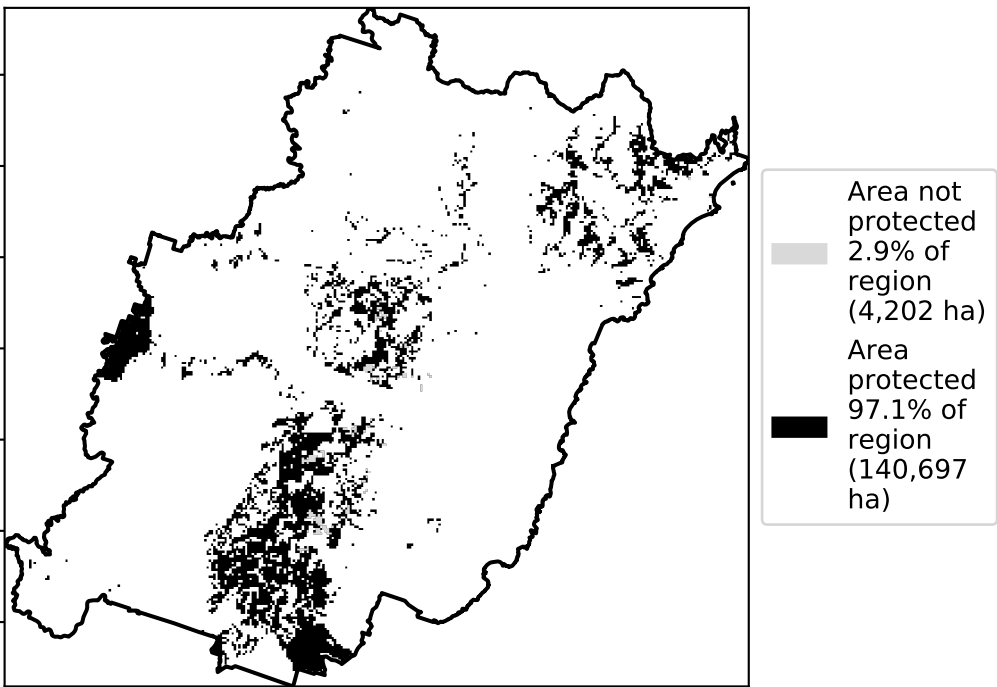 Area not
protected
2.9% of
region
(4,202 ha)
Area
protected
97.1% of
region
(140,697
ha)